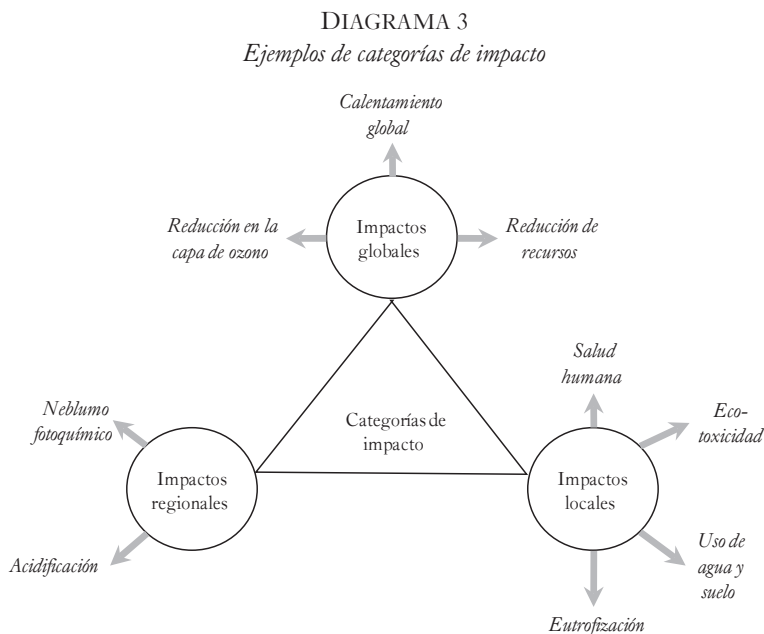 DIAGRAMA 3
Ejemplos de categorías de impacto
Calentamiento
global
Reducción en la
capa de ozono
Impactos
globales
Reducción de
recursos
Salud
humana
Neblumo
fotoquímico
Categorías de
impacto
Eco-
toxicidad
Impactos
regionales
Impactos
locales
Acidificación
Uso de
agua y
suelo
Eutrofización